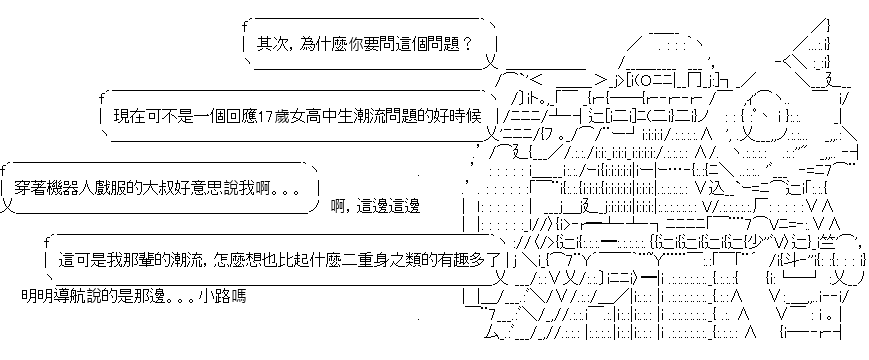 其次，為什麼你要問這個問題？
現在可不是一個回應17歲女高中生潮流問題的好時候
穿著機器人戲服的大叔好意思說我啊。。。
啊，這邊這邊
這可是我那輩的潮流，怎麼想也比起什麼二重身之類的有趣多了
明明導航說的是那邊。。。小路嗎